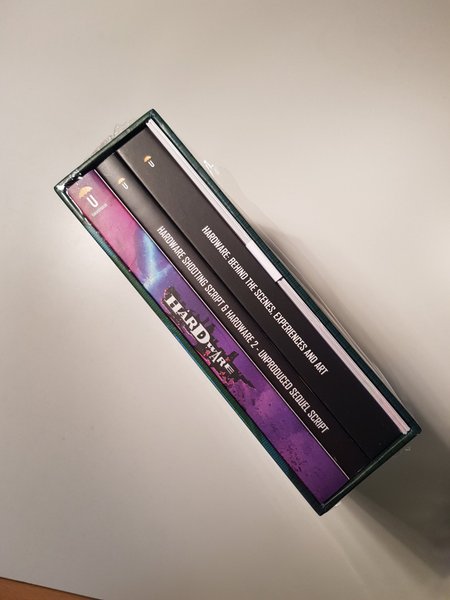 HARDWARE
HARDWARE SHOOTING SCRIPT & HARDWARE 2 - UNPRODUCED SEQUEL SCRIPT
HARDWARE: BEHIND THE SCENES, EXPERIENCES AND ART